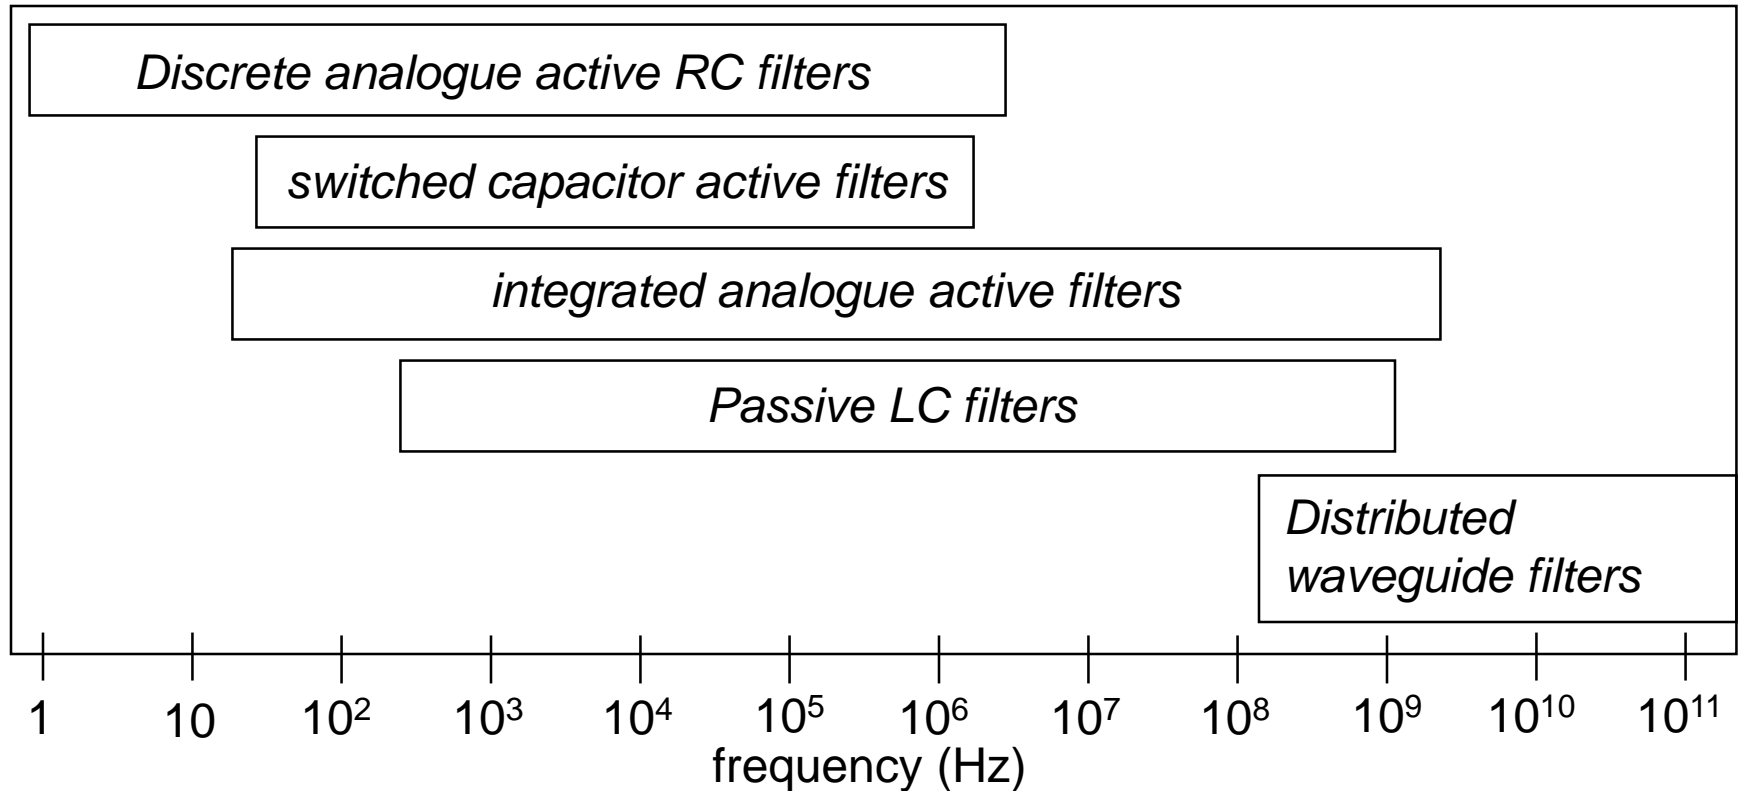 Discrete analogue active RC filters
switched capacitor active filters
integrated analogue active filters
Passive LC filters
Distributed
waveguide filters
1 10 10² 10³ 10⁴ 10⁵ 10⁶ 10⁷ 10⁸ 10⁹ 10¹⁰ 10¹¹
frequency (Hz)